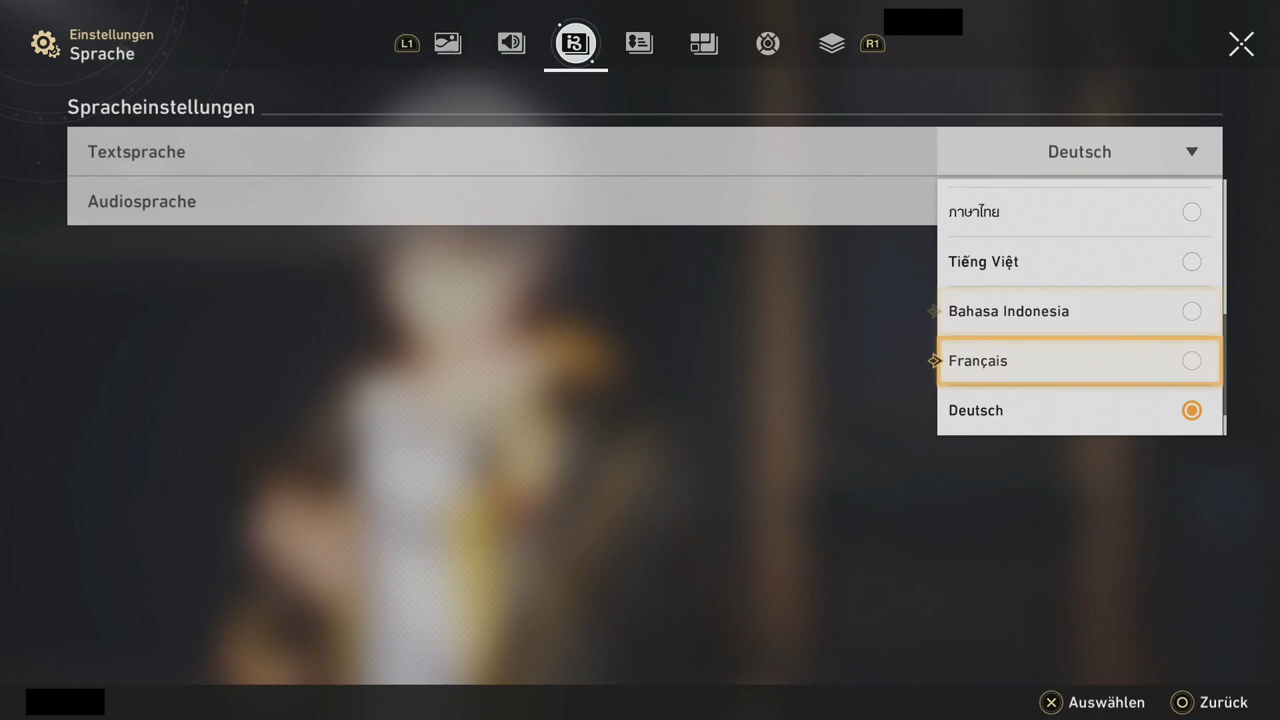 Einstellungen
Sprache
L1
R1
Spracheinstellungen
Textsprache
Deutsch
Audiosprache
ภาษาไทย
Tiếng Việt
Bahasa Indonesia
Français
Deutsch
Auswählen
Zurück